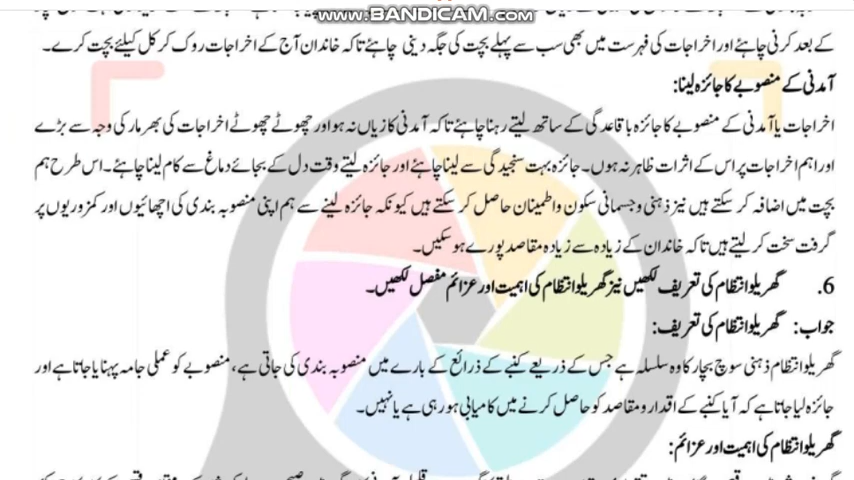 www.BANDICAM.com
کے بعد کرنی چاہئے اور اخراجات کی فہرست میں بھی سب سے پہلے بچت کی جگہ دینی چاہئے تاکہ خاندان آج کے اخراجات روک کر کل کیلئے بچت کرے۔
آمدنی کے منصوبے کا جائزہ لینا:
اخراجات یا آمدنی کے منصوبے کا جائزہ باقاعدگی کے ساتھ لیتے رہنا چاہئے تاکہ آمدنی کا زیاں نہ ہو اور چھوٹے چھوٹے اخراجات کی بھر مار کی وجہ سے بڑے
اور اہم اخراجات پر اس کے اثرات ظاہر نہ ہوں۔ جائزہ بہت سنجیدگی سے لینا چاہئے اور جائزہ لیتے وقت دل کے بجائے دماغ سے کام لینا چاہئے۔ اس طرح ہم
بچت میں اضافہ کر سکتے ہیں نیز ذہنی و جسمانی سکون و اطمینان حاصل کر سکتے ہیں کیونکہ جائزہ لینے سے ہم اپنی منصوبہ بندی کی اچھائیوں اور کمزوریوں پر
گرفت سخت کر لیتے ہیں تاکہ خاندان کے زیادہ سے زیادہ مقاصد پورے ہو سکیں۔
6. گھریلو انتظام کی تعریف لکھیں نیز گھریلو انتظام کی اہمیت اور عزائم مفصل لکھیں۔
جواب: گھریلو انتظام کی تعریف:
گھریلو انتظام ذہنی سوچ بچار کا وہ سلسلہ ہے جس کے ذریعے کنبے کے ذرائع کے بارے میں منصوبہ بندی کی جاتی ہے، منصوبے کو عملی جامہ پہنایا جاتا ہے اور
جائزہ لیا جاتا ہے کہ آیا کنبے کے اقدار و مقاصد کو حاصل کرنے میں کامیابی ہو رہی ہے یا نہیں۔
گھریلو انتظام کی اہمیت اور عزائم: